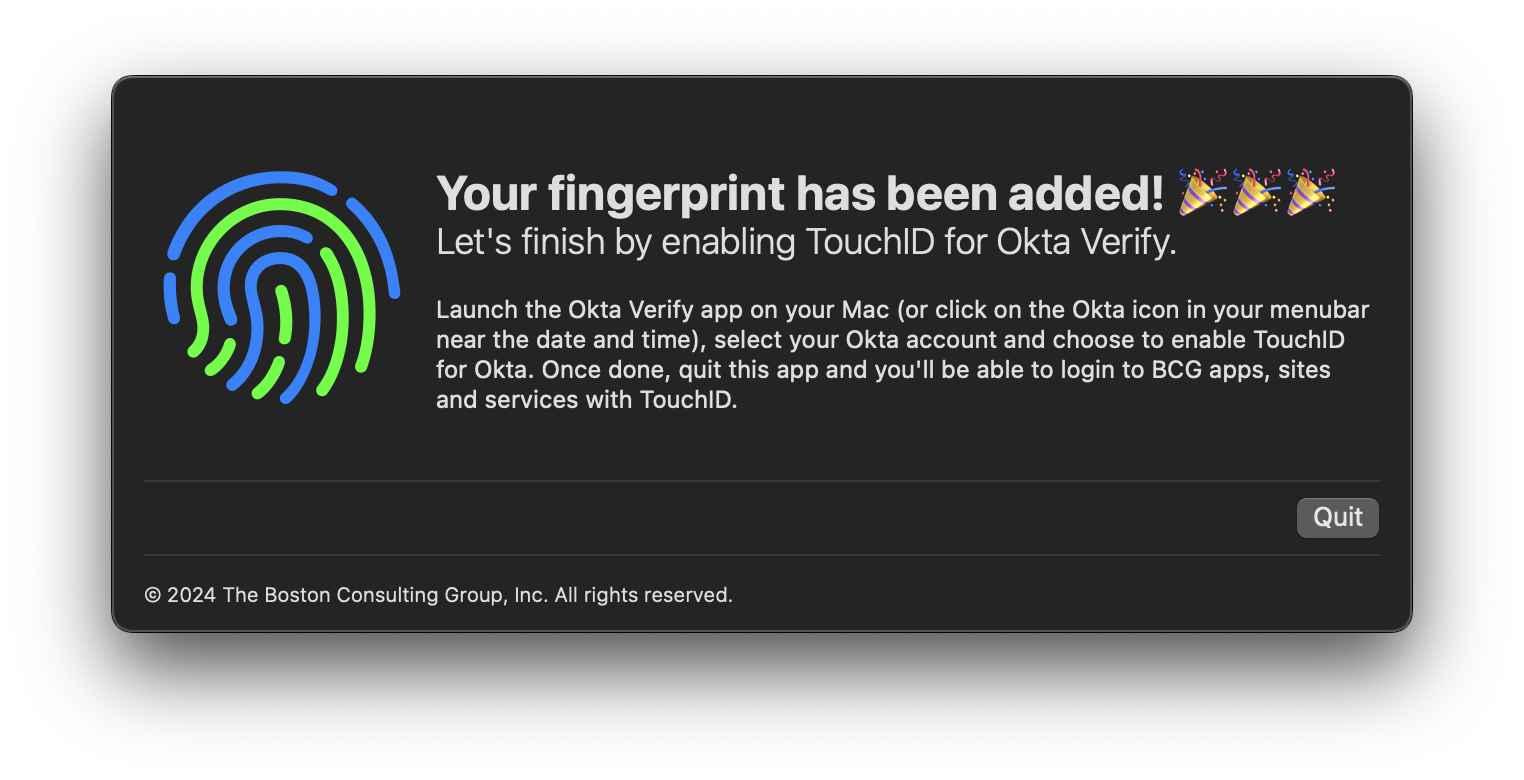 Your fingerprint has been added! 🎉🎉🎉
Let's finish by enabling TouchID for Okta Verify.
Launch the Okta Verify app on your Mac (or click on the Okta icon in your menubar
near the date and time), select your Okta account and choose to enable TouchID
for Okta. Once done, quit this app and you'll be able to login to BCG apps, sites
and services with TouchID.
Quit
© 2024 The Boston Consulting Group, Inc. All rights reserved.